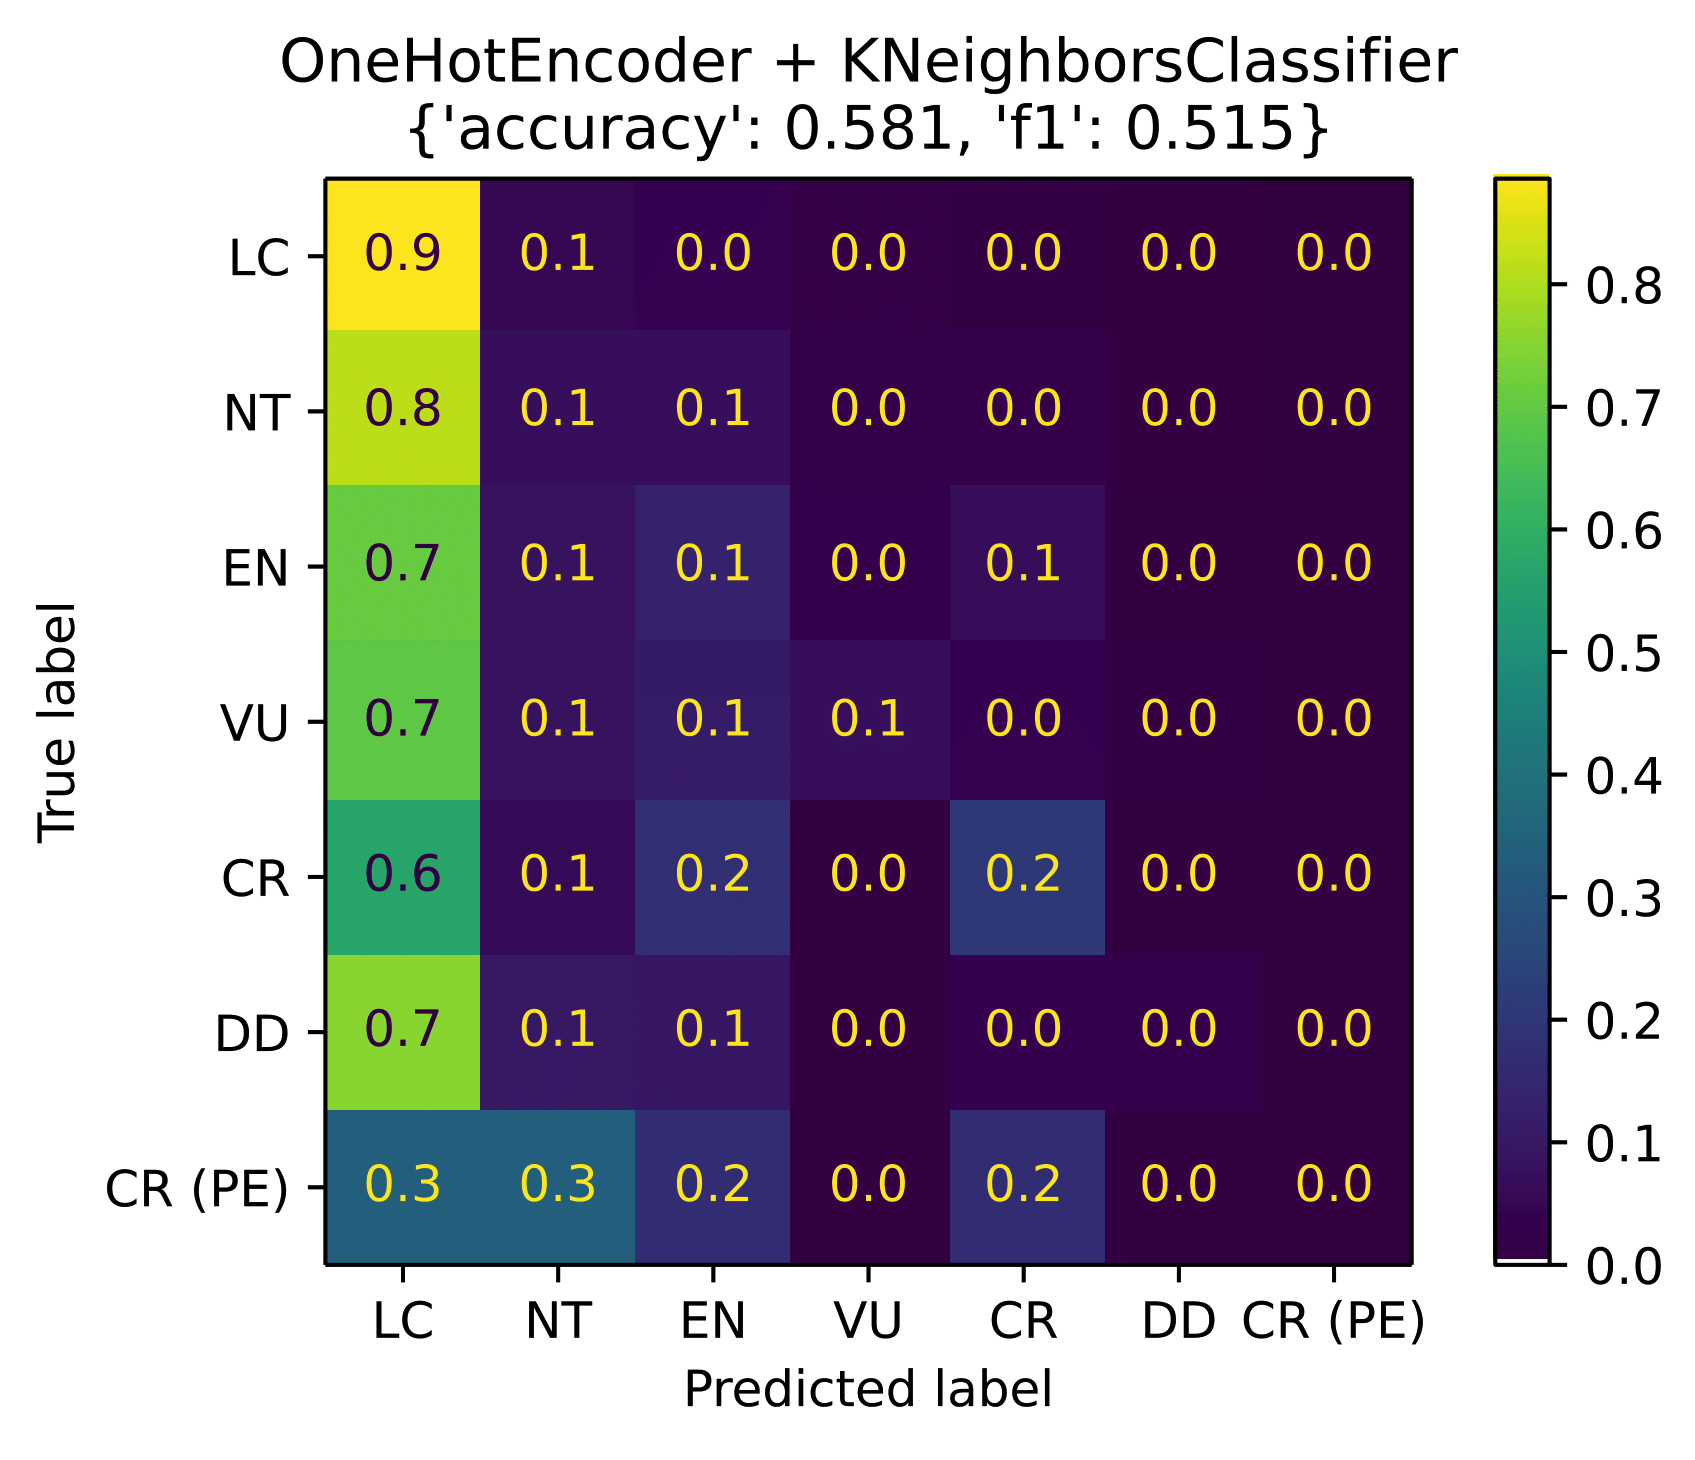 OneHotEncoder + KNeighborsClassifier
{'accuracy': 0.581, 'f1': 0.515}
True label
LC 0.9 0.1 0.0 0.0 0.0 0.0 0.0
NT 0.8 0.1 0.1 0.0 0.0 0.0 0.0
EN 0.7 0.1 0.1 0.0 0.1 0.0 0.0
VU 0.7 0.1 0.1 0.1 0.0 0.0 0.0
CR 0.6 0.1 0.2 0.0 0.2 0.0 0.0
DD 0.7 0.1 0.1 0.0 0.0 0.0 0.0
CR (PE) 0.3 0.3 0.2 0.0 0.2 0.0 0.0
LC NT EN VU CR DD CR (PE)
Predicted label
0.8
0.7
0.6
0.5
0.4
0.3
0.2
0.1
0.0